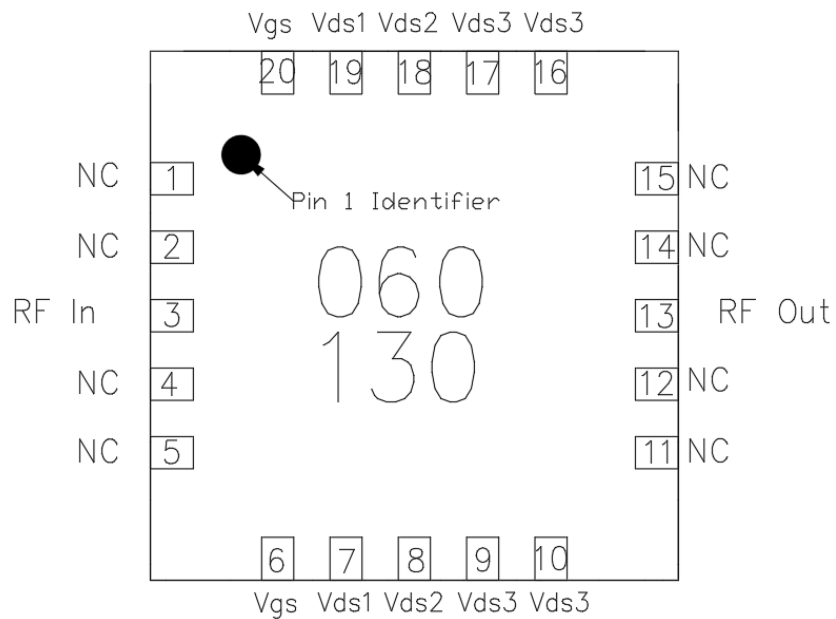 Vgs Vds1 Vds2 Vds3 Vds3
20 19 18 17 16
NC 1 15 NC
Pin 1 Identifier
NC 2 14 NC
060
RF In 3 13 RF Out
130
NC 4 12 NC
NC 5 11 NC
6 7 8 9 10
Vgs Vds1 Vds2 Vds3 Vds3